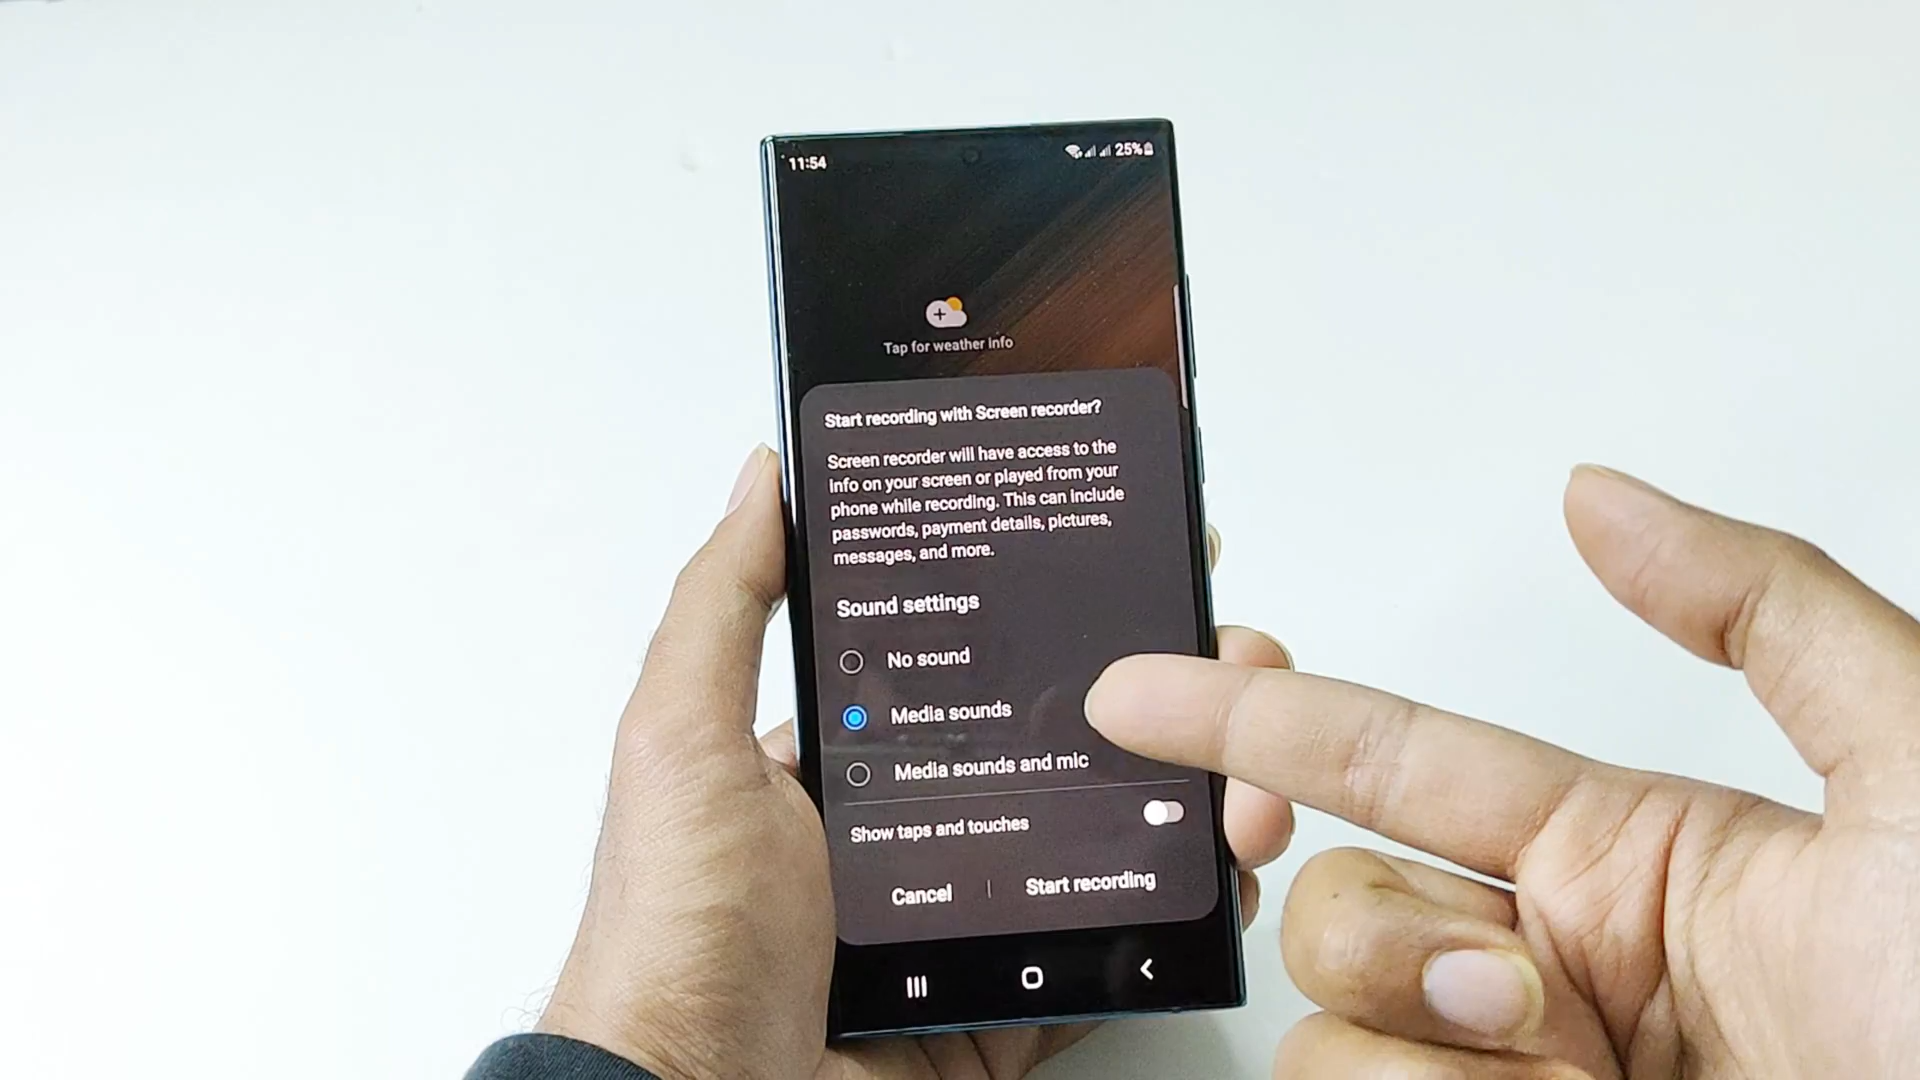 11:54
25%
Tap for weather info
Start recording with Screen recorder?
Screen recorder will have access to the
info on your screen or played from your
phone while recording. This can include
passwords, payment details, pictures,
messages, and more.
Sound settings
No sound
Media sounds
Media sounds and mic
Show taps and touches
Cancel
Start recording